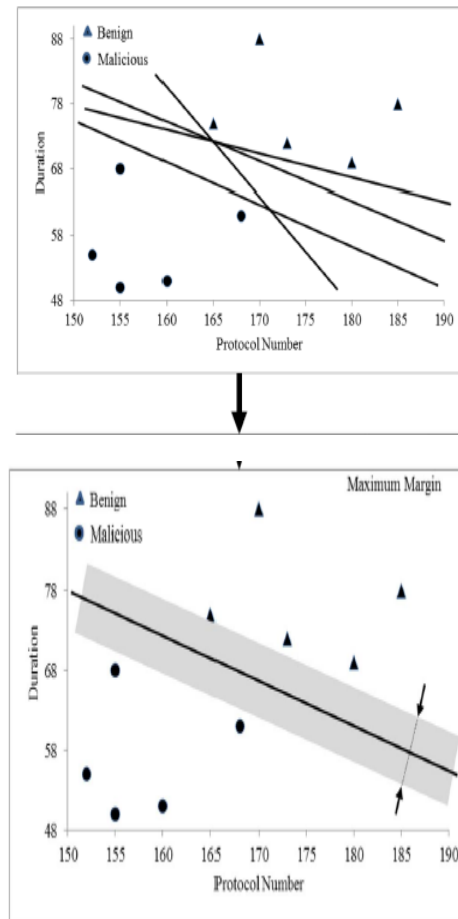 88
▲ Benign
● Malicious
78
68
58
48
Duration
150 155 160 165 170 175 180 185 190
Protocol Number
Maximum Margin
88
▲ Benign
● Malicious
78
68
58
48
Duration
150 155 160 165 170 175 180 185 190
Protocol Number